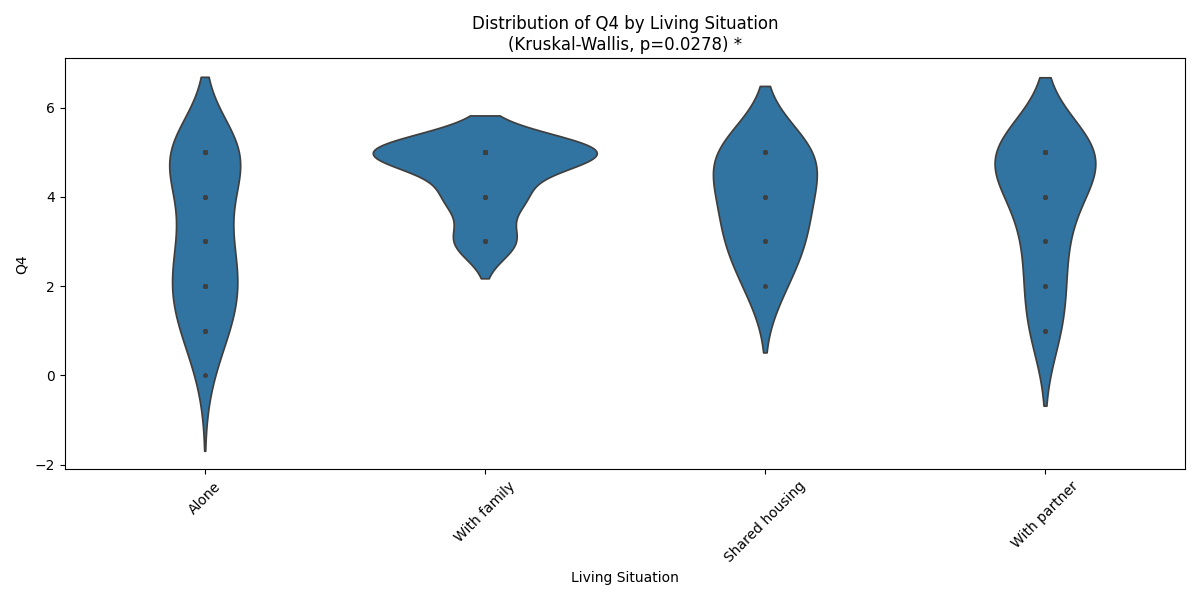 Distribution of Q4 by Living Situation
(Kruskal-Wallis, p=0.0278) *
Q4
6
4
2
0
−2
Alone
With family
Shared housing
With partner
Living Situation